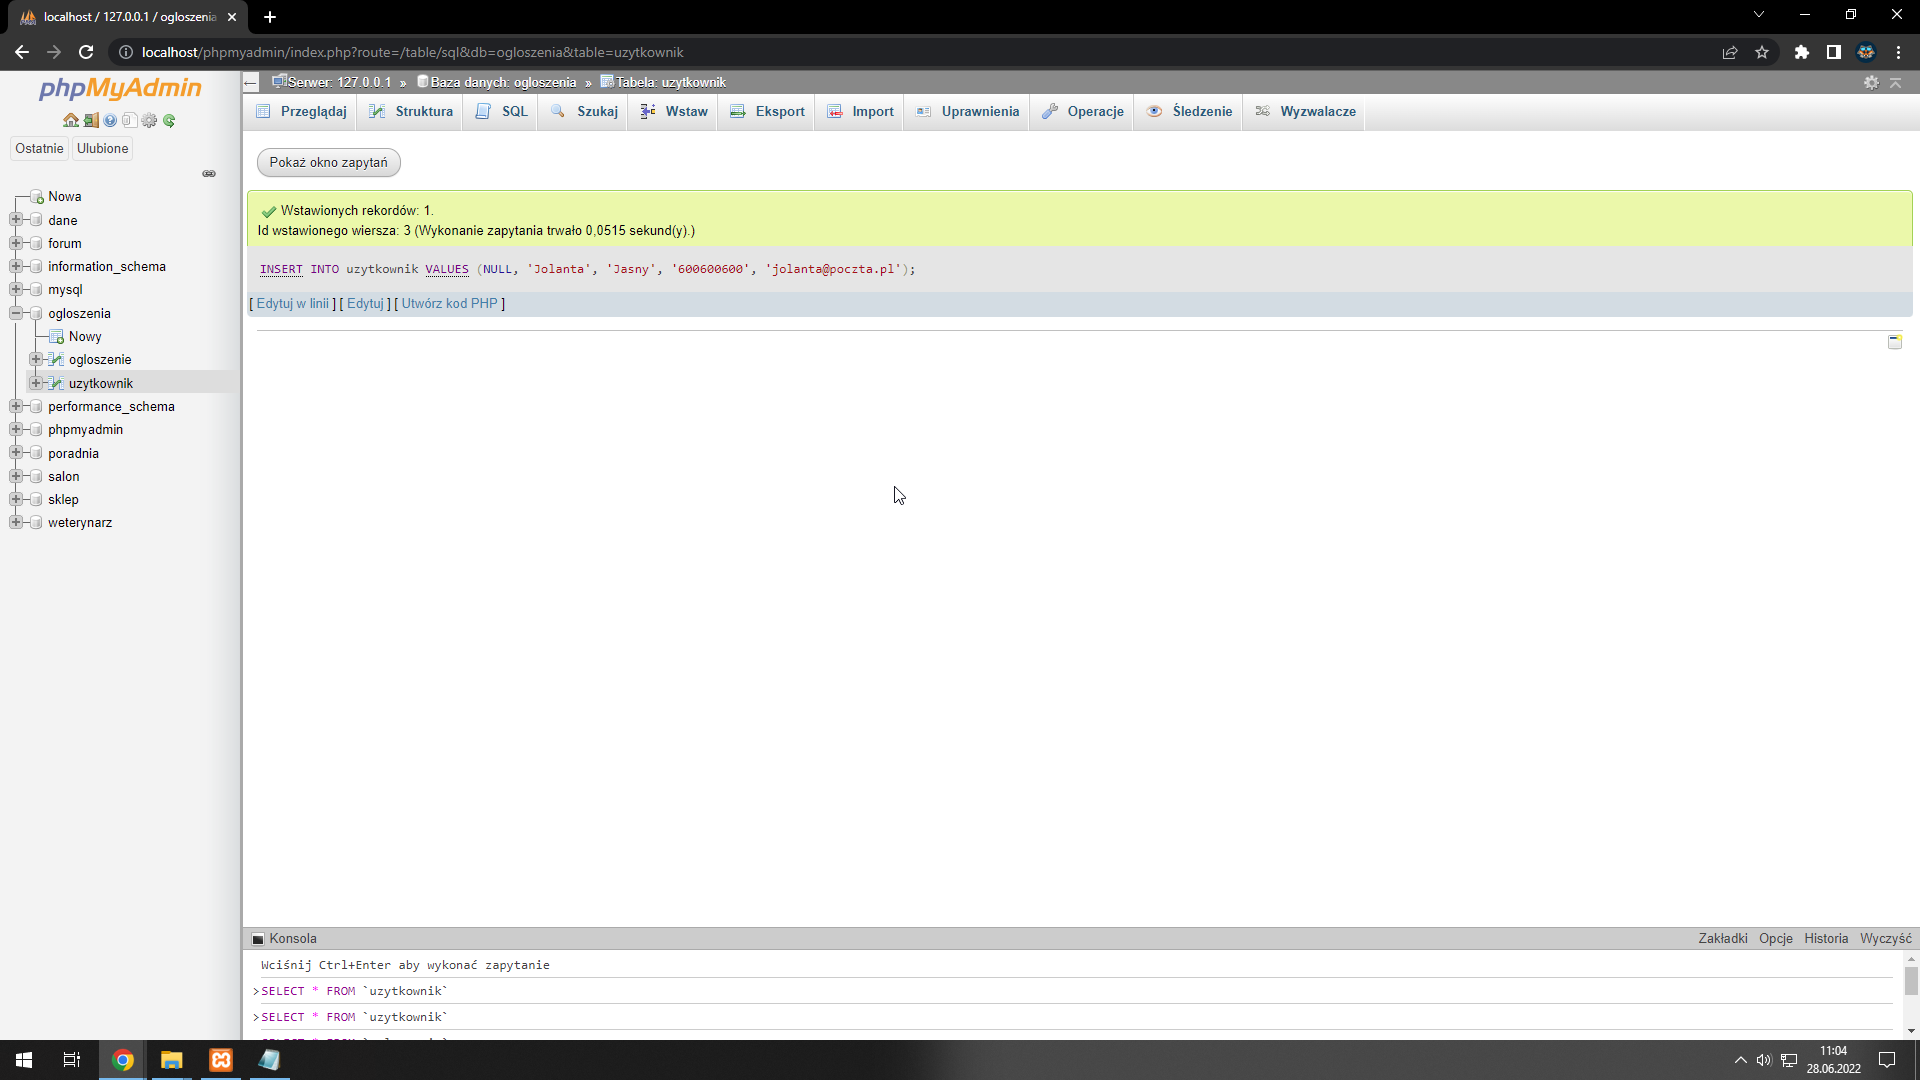 localhost / 127.0.0.1 / ogloszenia
localhost/phpmyadmin/index.php?route=/table/sql&db=ogloszenia&table=uzytkownik
phpMyAdmin
Ostatnie Ulubione
Nowa
dane
forum
information_schema
mysql
ogloszenia
Nowy
ogloszenie
uzytkownik
performance_schema
phpmyadmin
poradnia
salon
sklep
weterynarz
Serwer: 127.0.0.1 » Baza danych: ogloszenia » Tabela: uzytkownik
Przeglądaj Struktura SQL Szukaj Wstaw Eksport Import Uprawnienia Operacje Śledzenie Wyzwalacze
Pokaż okno zapytań
Wstawionych rekordów: 1.
Id wstawionego wiersza: 3 (Wykonanie zapytania trwało 0,0515 sekund(y).)
INSERT INTO uzytkownik VALUES (NULL, 'Jolanta', 'Jasny', '600600600', 'jolanta@poczta.pl');
[ Edytuj w linii ] [ Edytuj ] [ Utwórz kod PHP ]
Konsola
Zakładki Opcje Historia Wyczyść
Wciśnij Ctrl+Enter aby wykonać zapytanie
>SELECT * FROM `uzytkownik`
>SELECT * FROM `uzytkownik`
11:04
28.06.2022